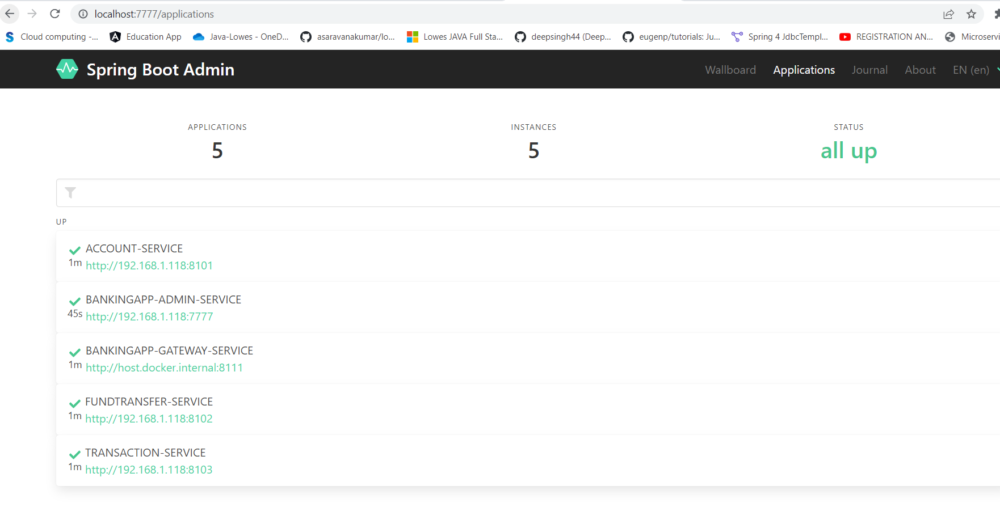 localhost:7777/applications
Cloud computing -... Education App Java-Lowes - OneD... asaravanakumar/lo... Lowes JAVA Full Sta... deepsingh44 (Deep... eugenp/tutorials: Ju... Spring 4 JdbcTempl... REGISTRATION AN... Microservi
Spring Boot Admin Wallboard Applications Journal About EN (en)
APPLICATIONS INSTANCES STATUS
5 5 all up
UP
ACCOUNT-SERVICE
1m http://192.168.1.118:8101
BANKINGAPP-ADMIN-SERVICE
45s http://192.168.1.118:7777
BANKINGAPP-GATEWAY-SERVICE
1m http://host.docker.internal:8111
FUNDTRANSFER-SERVICE
1m http://192.168.1.118:8102
TRANSACTION-SERVICE
1m http://192.168.1.118:8103